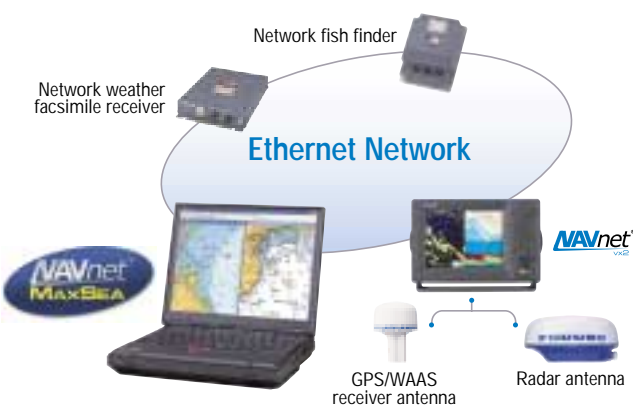 Network fish finder
Network weather
facsimile receiver
Ethernet Network
NAVnet
vx2
NAVnet
MAXSEA
GPS/WAAS
receiver antenna
Radar antenna